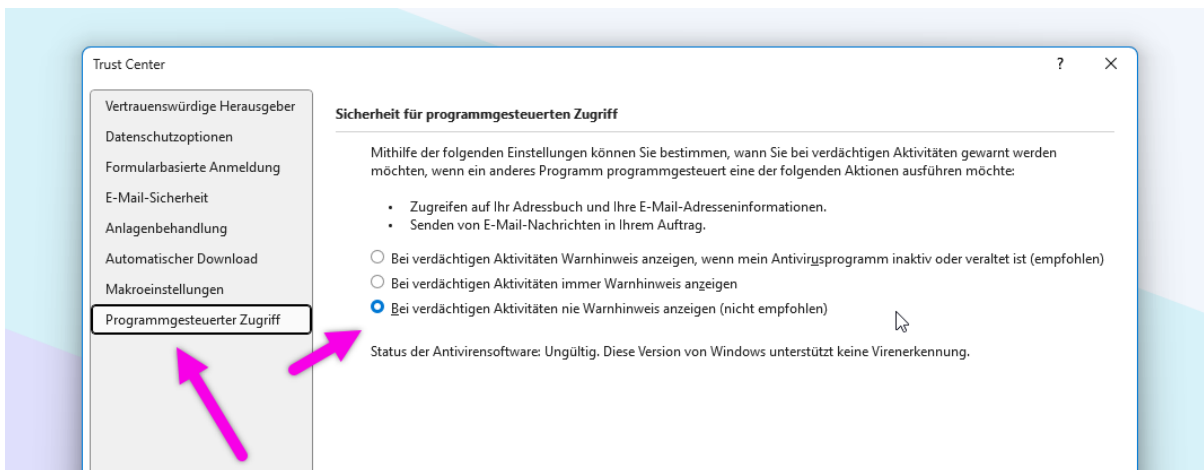 Trust Center
?
Vertrauenswürdige Herausgeber
Datenschutzoptionen
Formularbasierte Anmeldung
E-Mail-Sicherheit
Anlagenbehandlung
Automatischer Download
Makroeinstellungen
Programmgesteuerter Zugriff
Sicherheit für programmgesteuerten Zugriff
Mithilfe der folgenden Einstellungen können Sie bestimmen, wann Sie bei verdächtigen Aktivitäten gewarnt werden
möchten, wenn ein anderes Programm programmgesteuert eine der folgenden Aktionen ausführen möchte:
• Zugreifen auf Ihr Adressbuch und Ihre E-Mail-Adresseninformationen.
• Senden von E-Mail-Nachrichten in Ihrem Auftrag.
Bei verdächtigen Aktivitäten Warnhinweis anzeigen, wenn mein Antivirusprogramm inaktiv oder veraltet ist (empfohlen)
Bei verdächtigen Aktivitäten immer Warnhinweis anzeigen
Bei verdächtigen Aktivitäten nie Warnhinweis anzeigen (nicht empfohlen)
Status der Antivirensoftware: Ungültig. Diese Version von Windows unterstützt keine Virenerkennung.